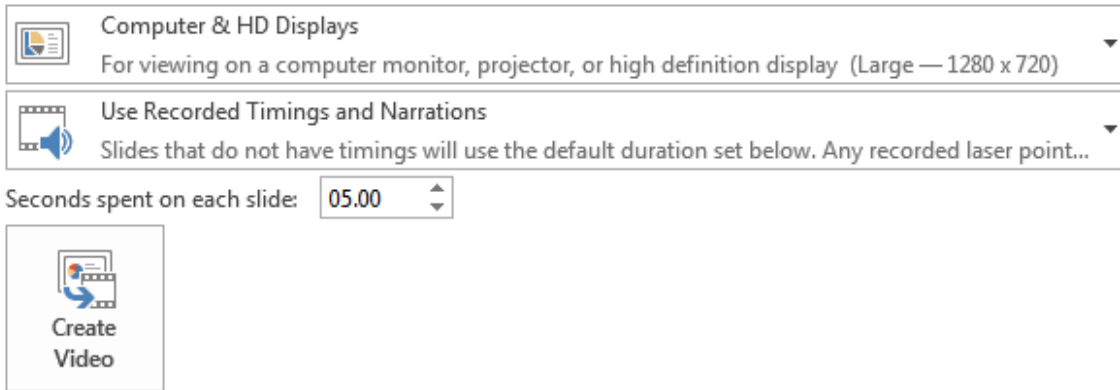 Computer & HD Displays
For viewing on a computer monitor, projector, or high definition display (Large — 1280 x 720)
Use Recorded Timings and Narrations
Slides that do not have timings will use the default duration set below. Any recorded laser point...
Seconds spent on each slide: 05.00
Create
Video